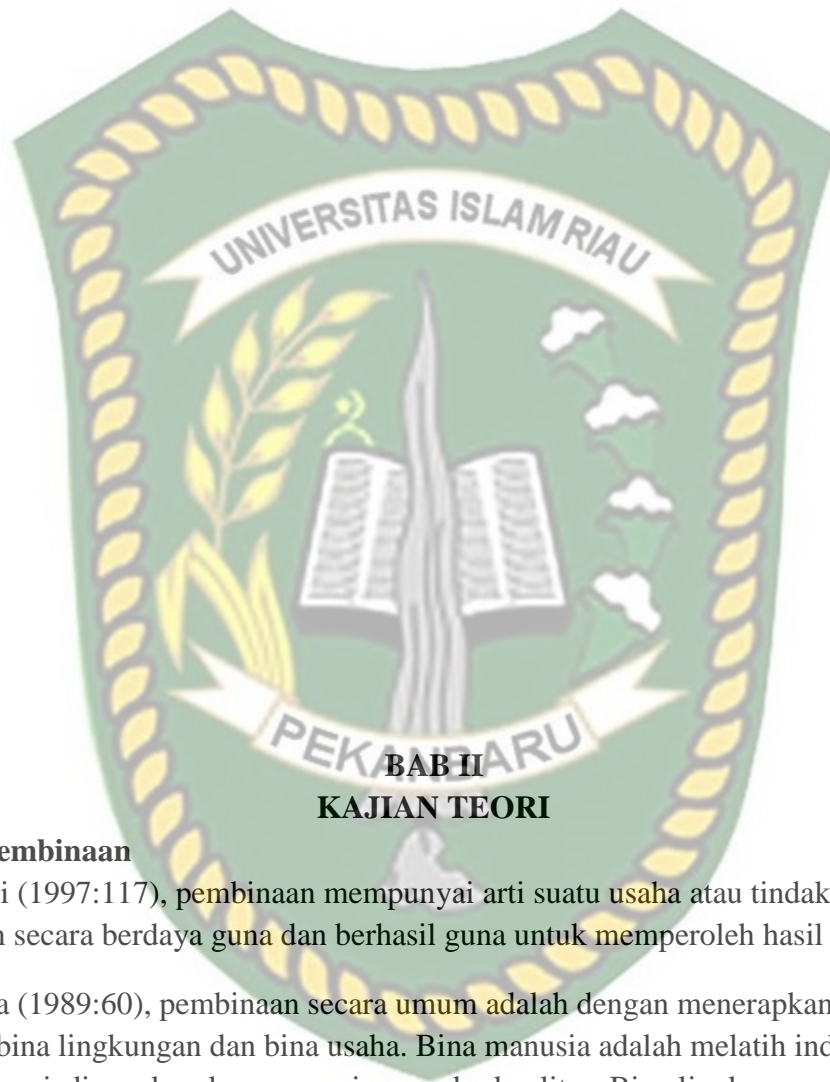 UNIVERSITAS ISLAM RIAU
PEKANBARU
BAB II
KAJIAN TEORI
embinaan
i (1997:117), pembinaan mempunyai arti suatu usaha atau tindak
n secara berdaya guna dan berhasil guna untuk memperoleh hasil
a (1989:60), pembinaan secara umum adalah dengan menerapkan
bina lingkungan dan bina usaha. Bina manusia adalah melatih ind